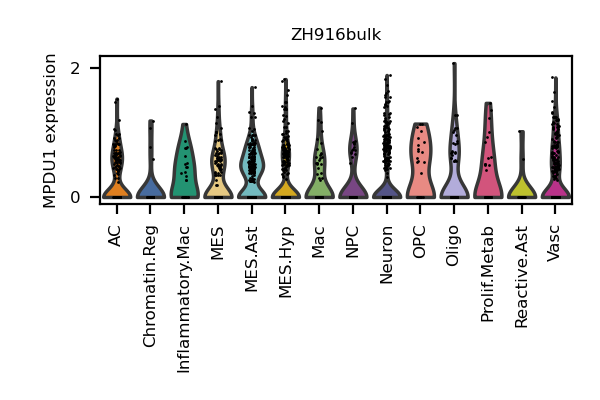 ZH916bulk
MPDU1 expression
2
0
AC
Chromatin.Reg
Inflammatory.Mac
MES
MES.Ast
MES.Hyp
Mac
NPC
Neuron
OPC
Oligo
Prolif.Metab
Reactive.Ast
Vasc